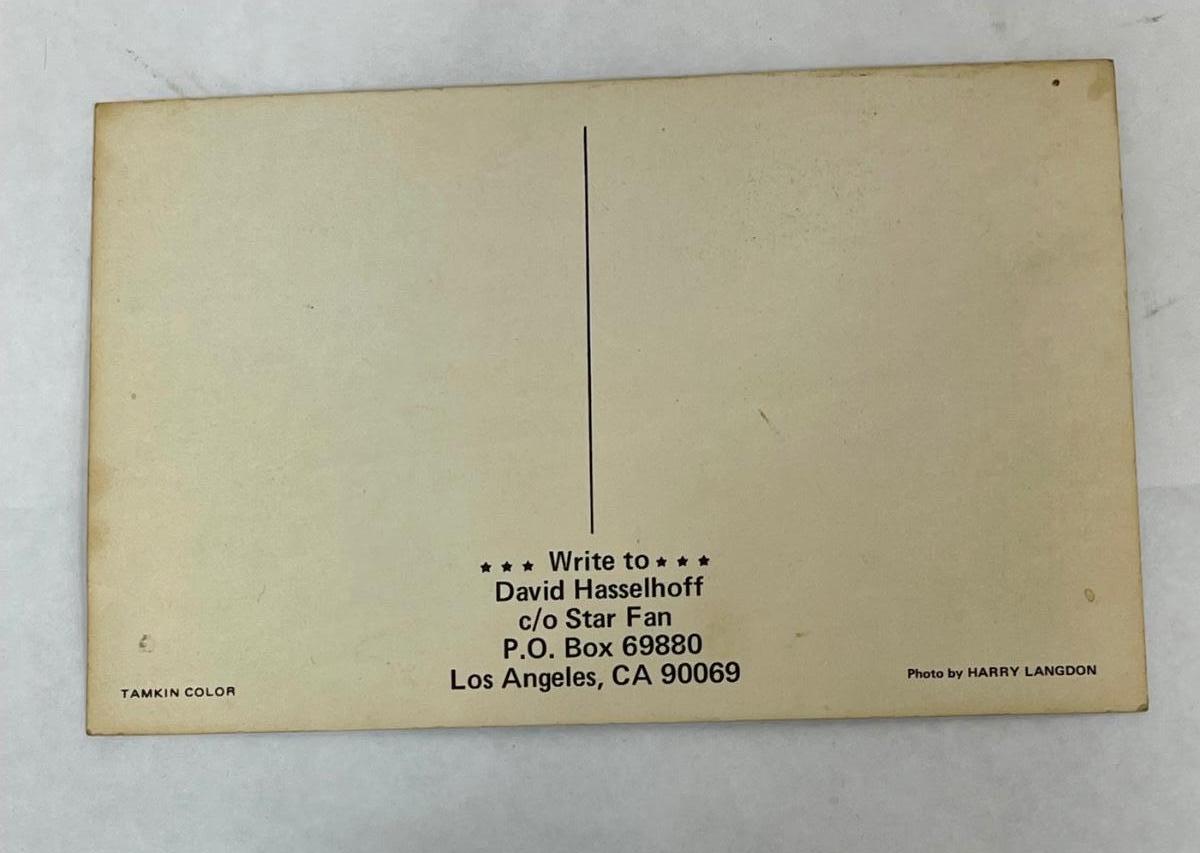 ★ ★ ★ Write to ★ ★ ★
David Hasselhoff
c/o Star Fan
P.O. Box 69880
Los Angeles, CA 90069
TAMKIN COLOR
Photo by HARRY LANGDON